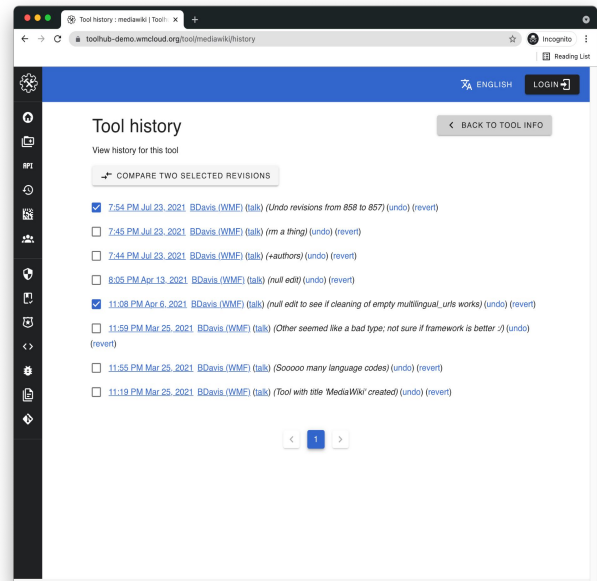 Tool history : mediawiki | Toolh
toolhub-demo.wmcloud.org/tool/mediawiki/history
Incognito
Reading List
ENGLISH
LOGIN
Tool history
BACK TO TOOL INFO
View history for this tool
COMPARE TWO SELECTED REVISIONS
API
7:54 PM Jul 23, 2021 BDavis (WMF) (talk) (Undo revisions from 858 to 857) (undo) (revert)
7:45 PM Jul 23, 2021 BDavis (WMF) (talk) (rm a thing) (undo) (revert)
7:44 PM Jul 23, 2021 BDavis (WMF) (talk) (+authors) (undo) (revert)
8:05 PM Apr 13, 2021 BDavis (WMF) (talk) (null edit) (undo) (revert)
11:08 PM Apr 6, 2021 BDavis (WMF) (talk) (null edit to see if cleaning of empty multilingual_urls works) (undo) (revert)
11:59 PM Mar 25, 2021 BDavis (WMF) (talk) (Other seemed like a bad type; not sure if framework is better :/) (undo)
(revert)
11:55 PM Mar 25, 2021 BDavis (WMF) (talk) (Sooooo many language codes) (undo) (revert)
11:19 PM Mar 25, 2021 BDavis (WMF) (talk) (Tool with title 'MediaWiki' created) (undo) (revert)
1